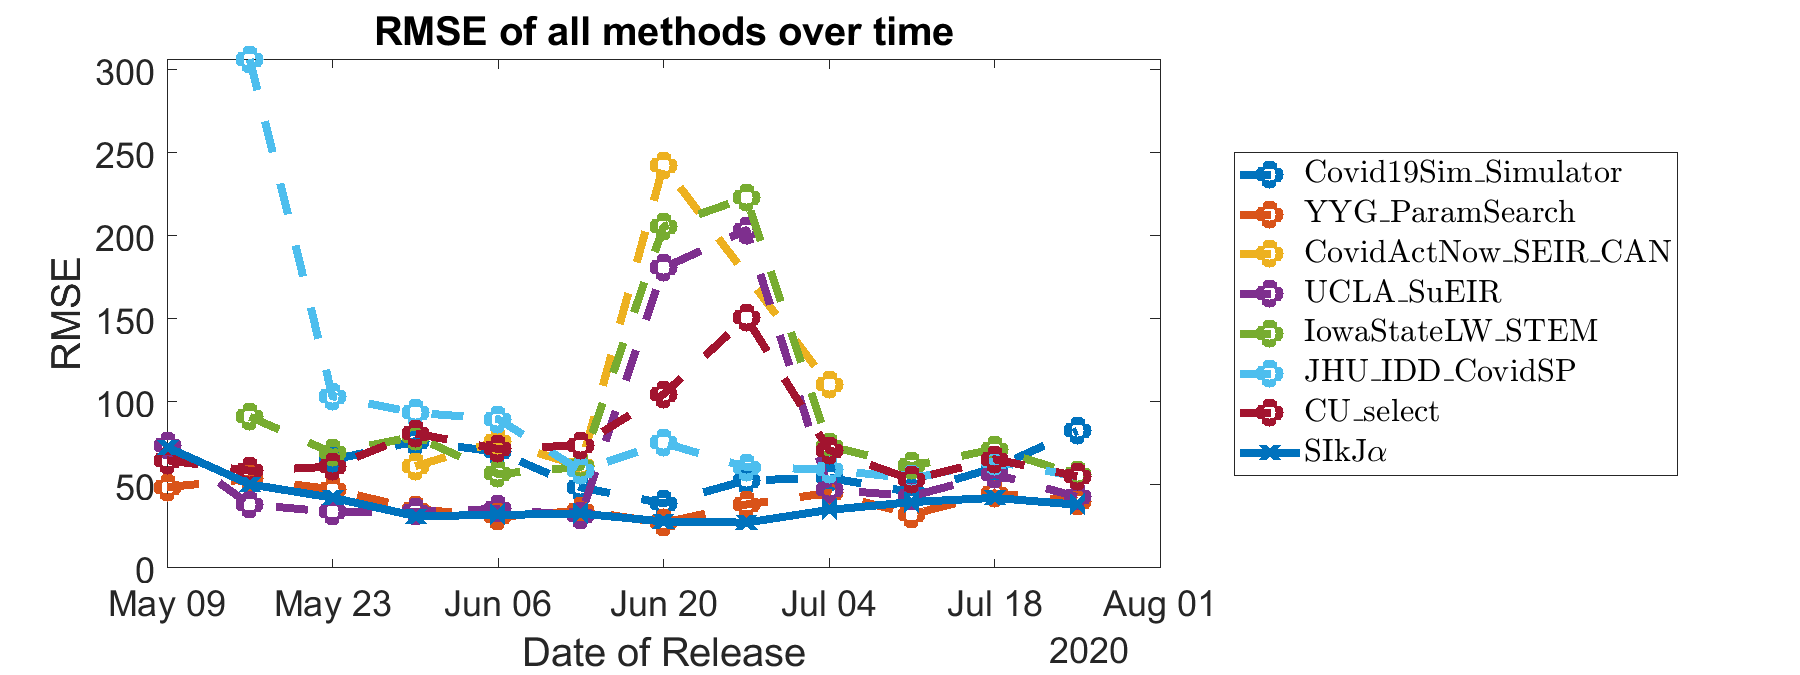 RMSE of all methods over time
RMSE
300
250
200
150
100
50
0
May 09
May 23
Jun 06
Jun 20
Jul 04
Jul 18
Aug 01
Date of Release
2020
Covid19Sim_Simulator
YYG_ParamSearch
CovidActNow_SEIR_CAN
UCLA_SuEIR
IowaStateLW_STEM
JHU_IDD_CovidSP
CU_select
SIkJα